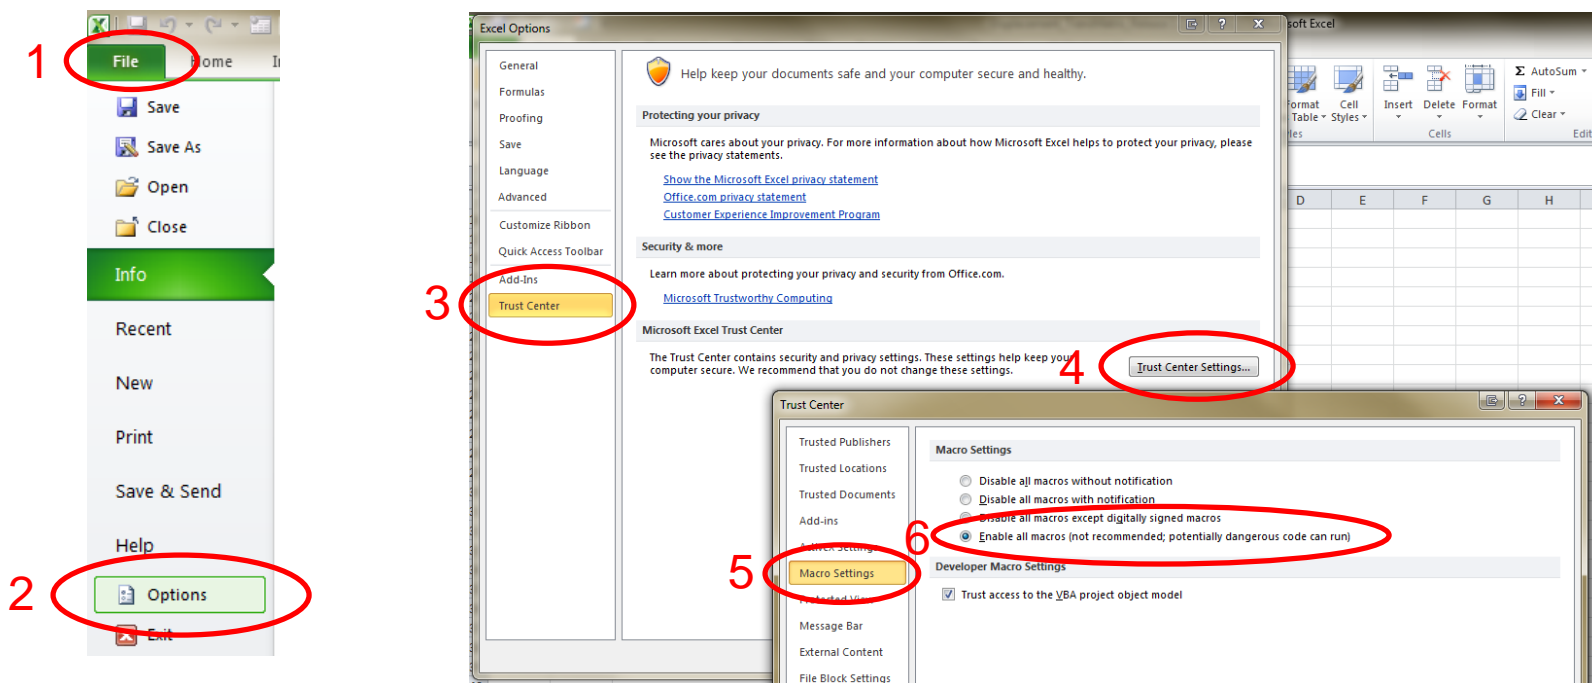 1
File
Home
Save
Save As
Open
Close
Info
Recent
New
Print
Save & Send
Help
2
Options
Exit
Excel Options
General
Formulas
Proofing
Save
Language
Advanced
Customize Ribbon
Quick Access Toolbar
Add-Ins
3
Trust Center
Help keep your documents safe and your computer secure and healthy.
Protecting your privacy
Microsoft cares about your privacy. For more information about how Microsoft Excel helps to protect your privacy, please
see the privacy statements.
Show the Microsoft Excel privacy statement
Office.com privacy statement
Customer Experience Improvement Program
Security & more
Learn more about protecting your privacy and security from Office.com.
Microsoft Trustworthy Computing
Microsoft Excel Trust Center
The Trust Center contains security and privacy settings. These settings help keep your
computer secure. We recommend that you do not change these settings.
4
Trust Center Settings...
soft Excel
Format
Table
Cell
Styles
Insert
Delete
Format
Cells
Σ AutoSum
Fill
Clear
Edit
D E F G H
Trust Center
Trusted Publishers
Trusted Locations
Trusted Documents
Add-ins
ActiveX Settings
5
Macro Settings
Protected View
Message Bar
External Content
File Block Settings
Macro Settings
Disable all macros without notification
Disable all macros with notification
Disable all macros except digitally signed macros
6
Enable all macros (not recommended; potentially dangerous code can run)
Developer Macro Settings
Trust access to the VBA project object model